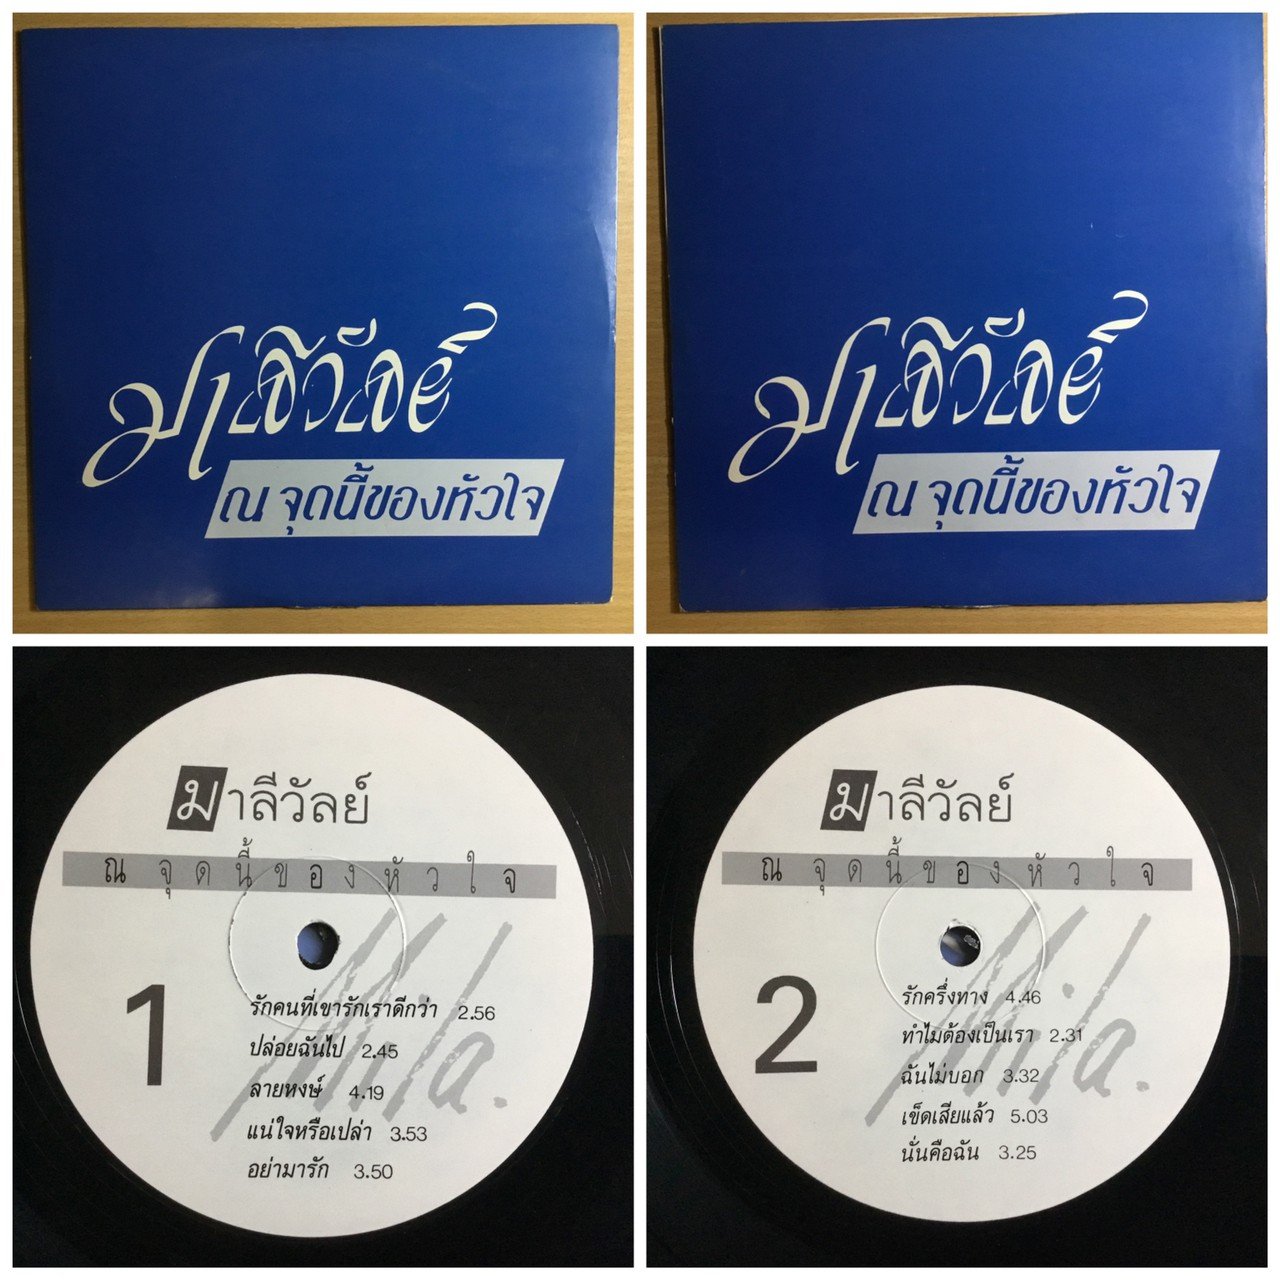 มาลีวัลย์
ณ จุดนี้ของหัวใจ
มาลีวัลย์
ณ จุดนี้ของหัวใจ
มาลีวัลย์
ณ จุดนี้ของหัวใจ
Mila.
1
รักคนที่เขารักเราดีกว่า 2.56
ปล่อยฉันไป 2.45
ลายหงษ์ 4.19
แน่ใจหรือเปล่า 3.53
อย่ามารัก 3.50
มาลีวัลย์
ณ จุดนี้ของหัวใจ
Mila.
2
รักครึ่งทาง 4.46
ทำไมต้องเป็นเรา 2.31
ฉันไม่บอก 3.32
เข็ดเสียแล้ว 5.03
นั่นคือฉัน 3.25